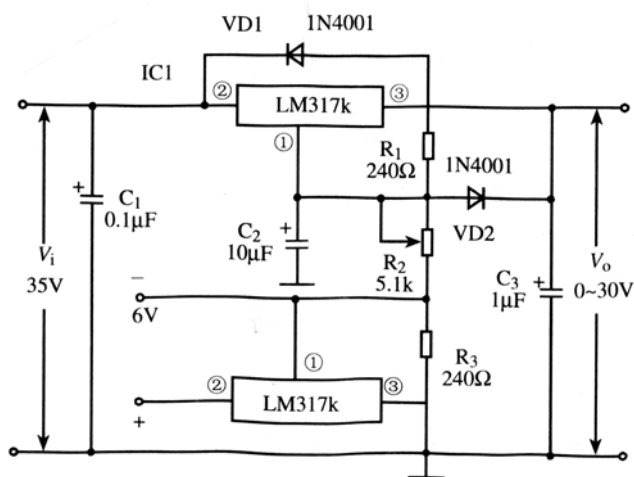 VD1 1N4001
IC1
② LM317k ③
①
R₁
240Ω
1N4001
+
C₁
0.1μF
C₂
10μF
+
R₂
5.1k
VD2
C₃
1μF
+
Vᵢ
35V
Vₒ
0~30V
−
6V
①
R₃
240Ω
② LM317k ③
+